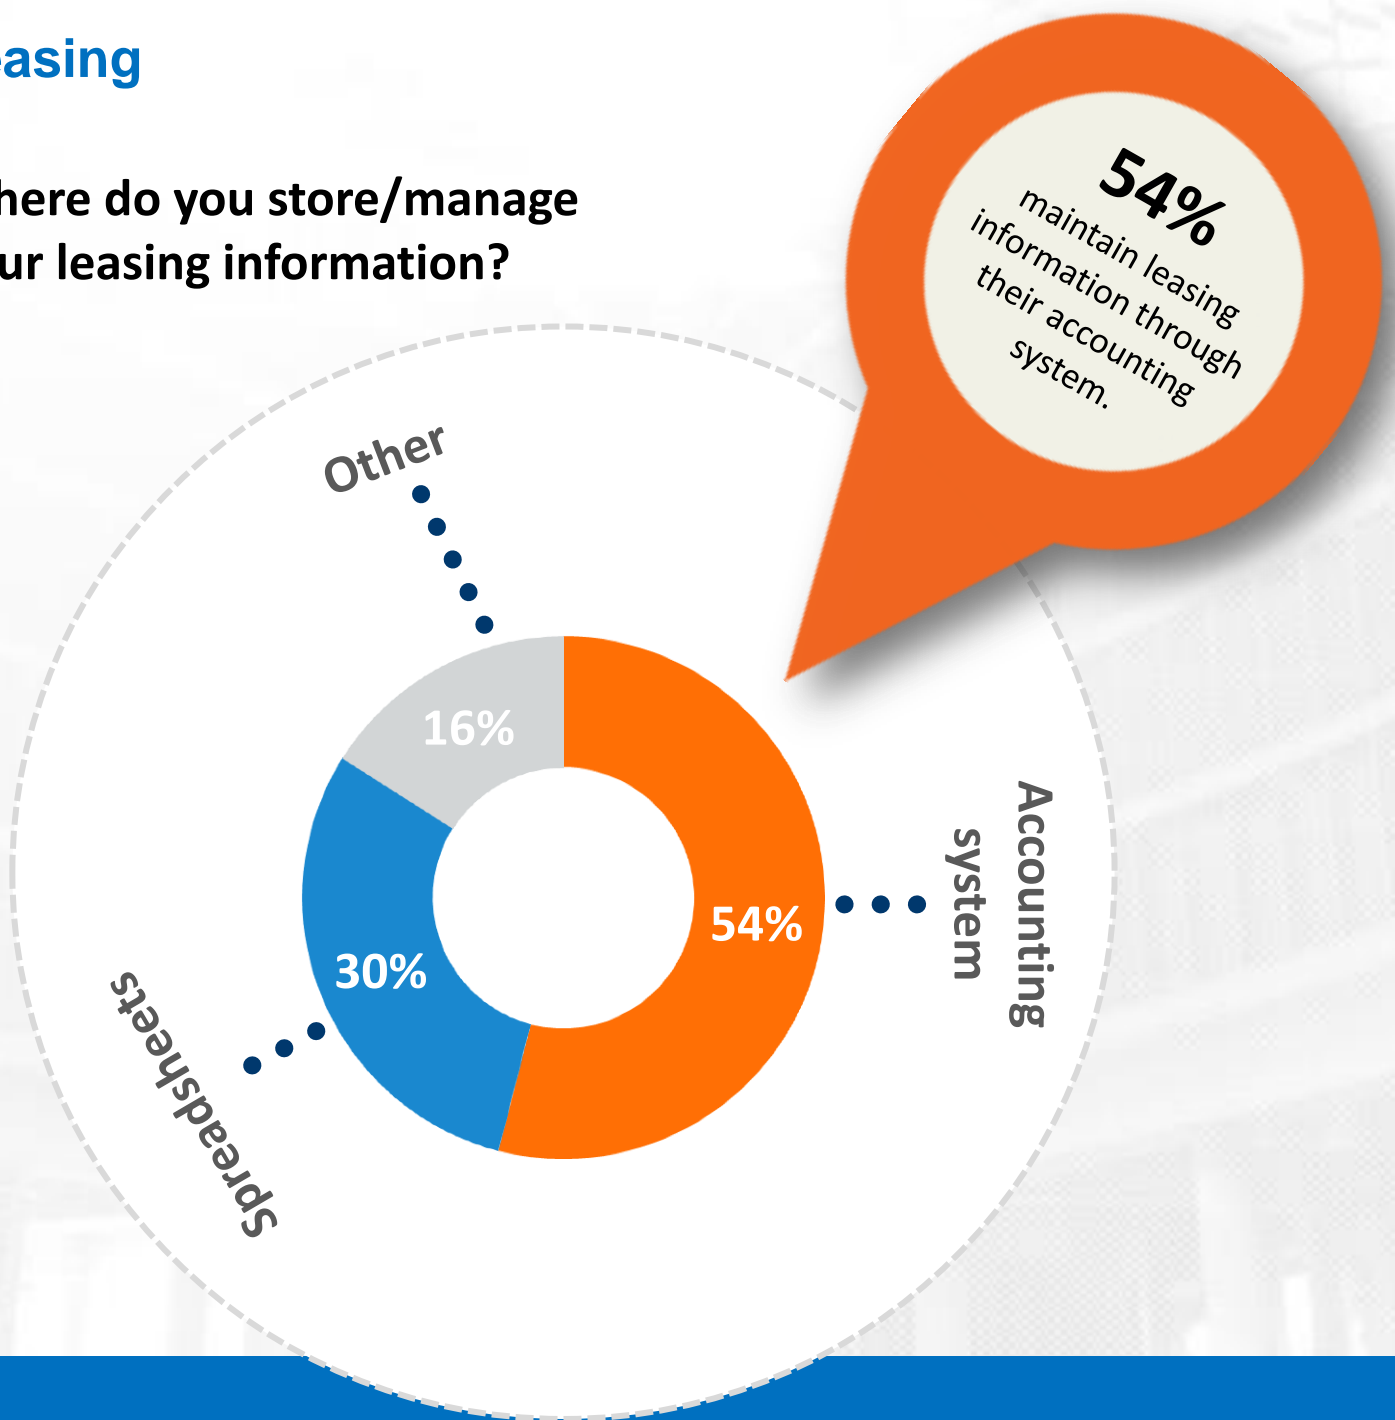 easing
here do you store/manage
ur leasing information?
54%
maintain leasing
information through
their accounting
system.
Other
16%
54%
30%
Accounting
system
Spreadsheets